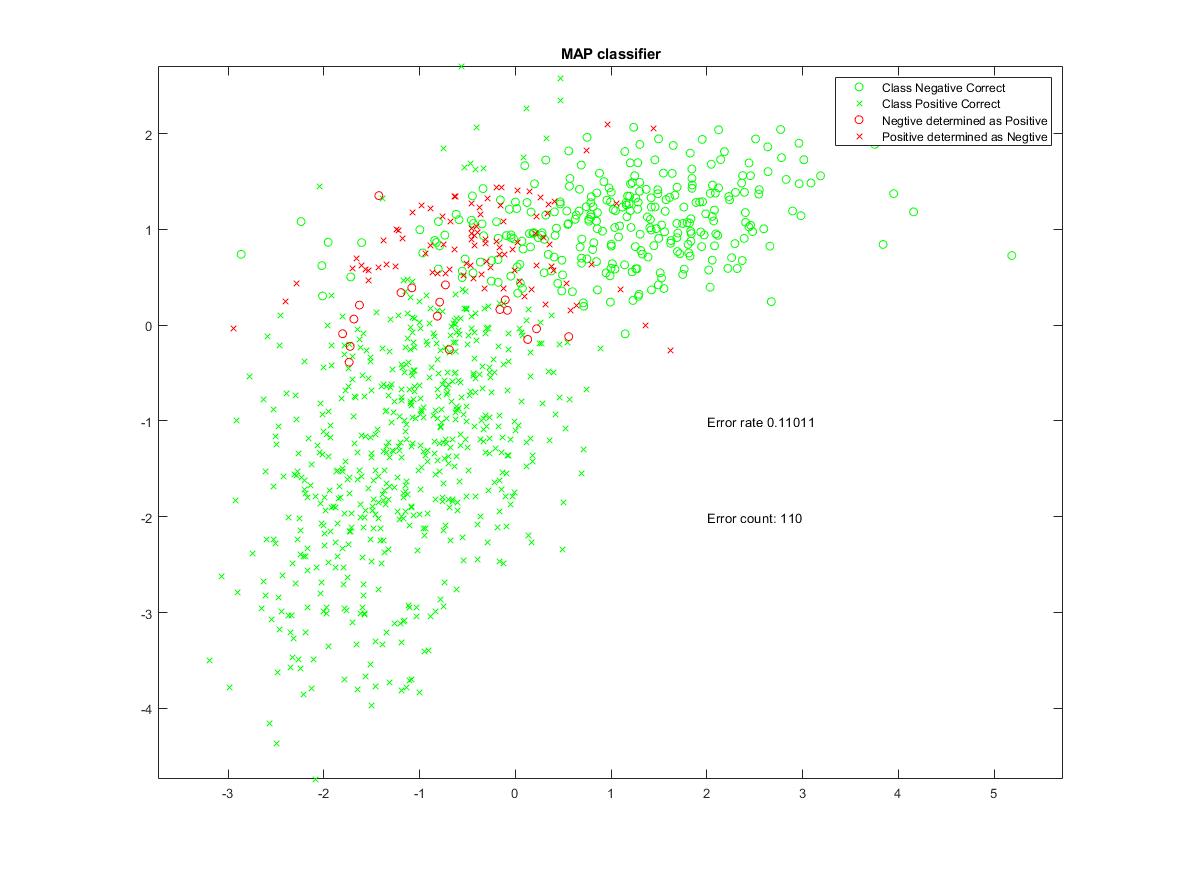 MAP classifier
Class Negative Correct
Class Positive Correct
Negtive determined as Positive
Positive determined as Negtive
2
1
0
-1
-2
-3
-4
Error rate 0.11011
Error count: 110
-3 -2 -1 0 1 2 3 4 5